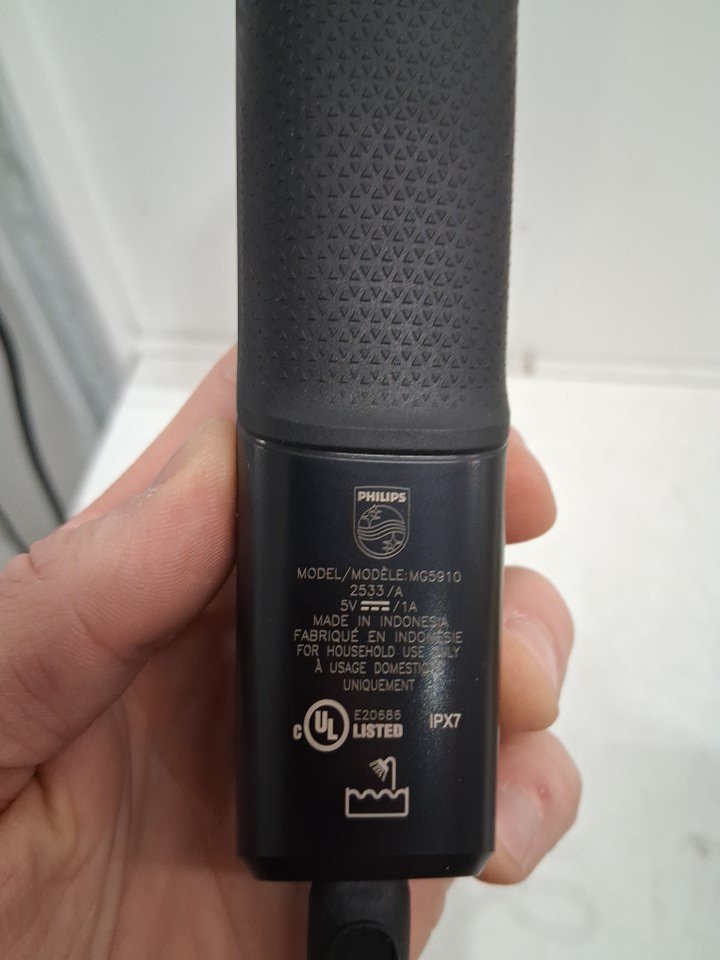 PHILIPS
MODEL/MODÈLE:MG5910
2533/A
5V⎓/1A
MADE IN INDONESIA
FABRIQUÉ EN INDONÉSIE
FOR HOUSEHOLD USE ONLY
À USAGE DOMESTIQUE
UNIQUEMENT
E20686
C UL LISTED
IPX7